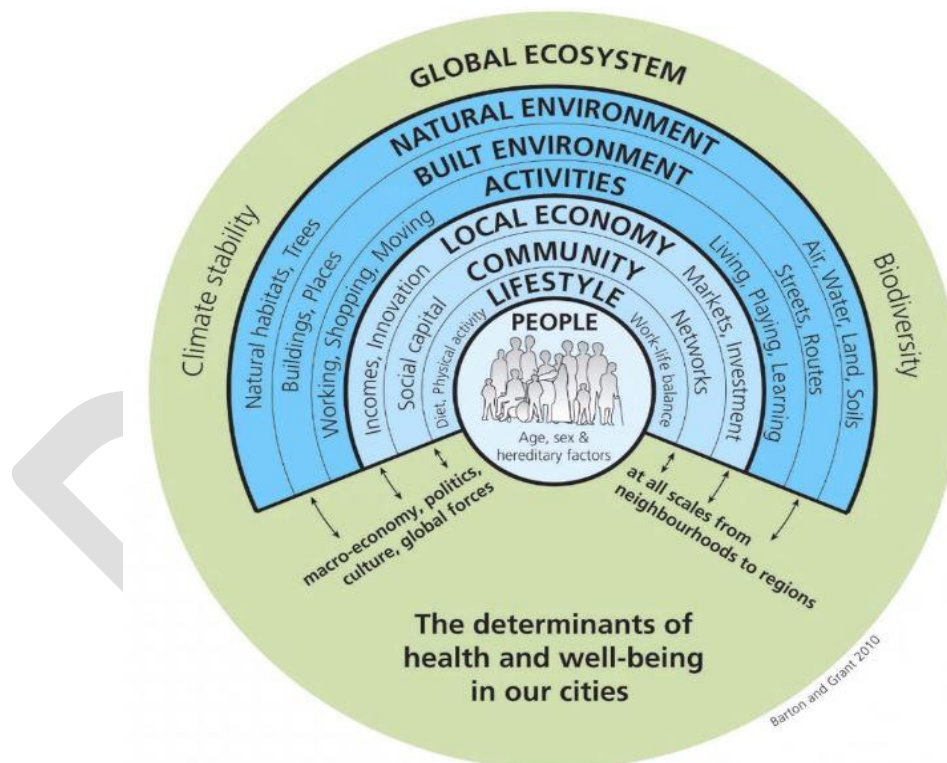 GLOBAL ECOSYSTEM
NATURAL ENVIRONMENT
BUILT ENVIRONMENT
ACTIVITIES
LOCAL ECONOMY
COMMUNITY
LIFESTYLE
PEOPLE
Age, sex &
hereditary factors
Climate stability
Natural habitats, Trees
Buildings, Places
Working, Shopping, Moving
Incomes, Innovation
Social capital
Diet, Physical activity
Work-life balance
Networks
Markets, Investment
Living, Playing, Learning
Streets, Routes
Air, Water, Land, Soils
Biodiversity
macro-economy, politics,
culture, global forces
at all scales from
neighbourhoods to regions
The determinants of
health and well-being
in our cities
Barton and Grant 2010